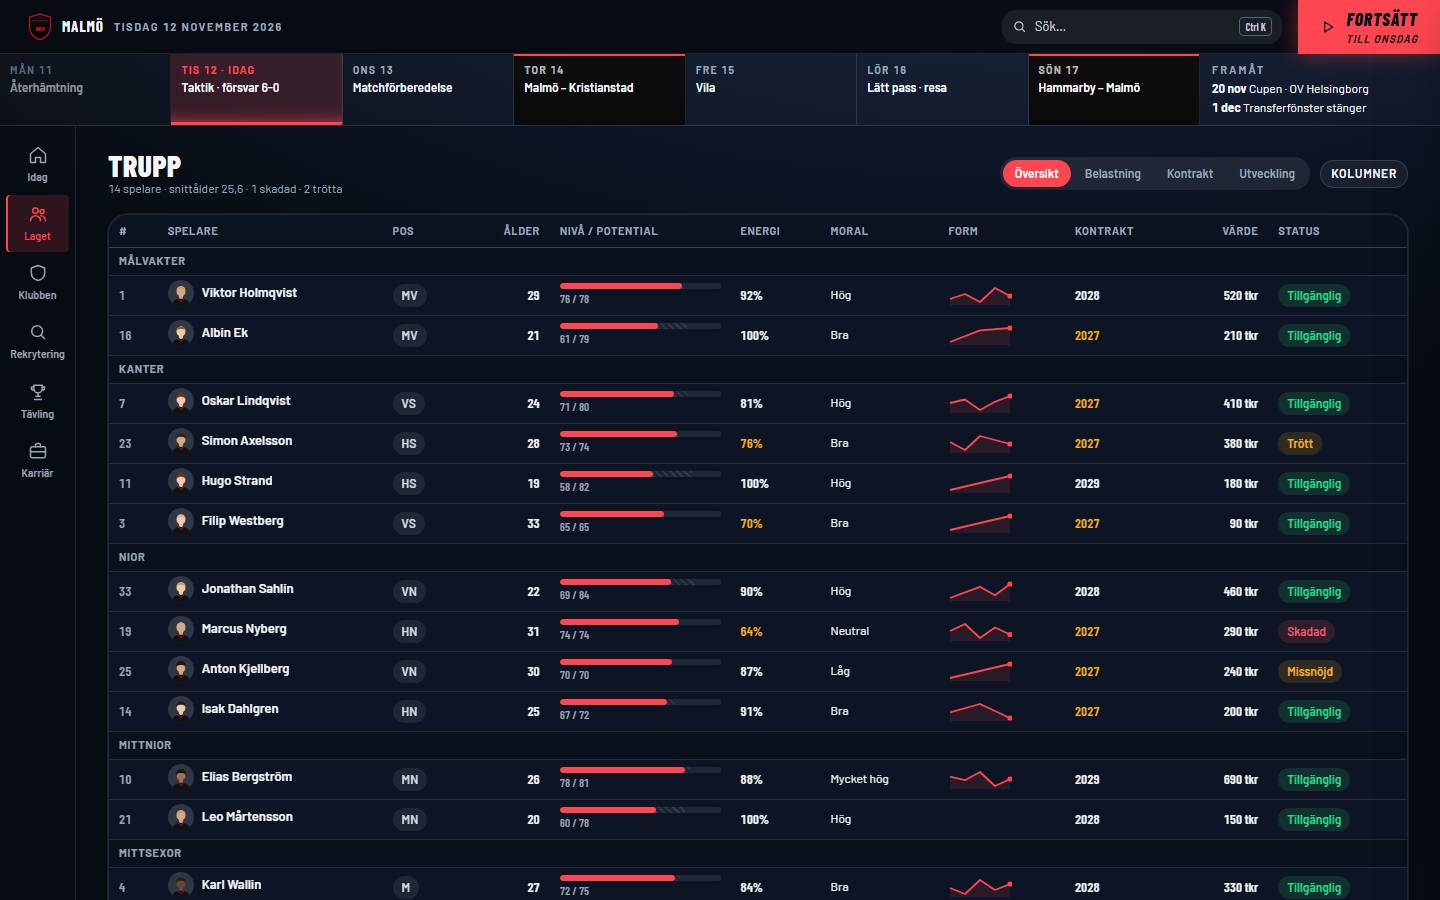 MALMÖ TISDAG 12 NOVEMBER 2026
Sök... Ctrl K
FORTSÄTT
TILL ONSDAG
MÅN 11
Återhämtning
TIS 12 · IDAG
Taktik · försvar 6-0
ONS 13
Matchförberedelse
TOR 14
Malmö – Kristianstad
FRE 15
Vila
LÖR 16
Lätt pass · resa
SÖN 17
Hammarby – Malmö
FRAMÅT
20 nov Cupen · OV Helsingborg
1 dec Transferfönster stänger
Idag
Laget
Klubben
Rekrytering
Tävling
Karriär
TRUPP
14 spelare · snittålder 25,6 · 1 skadad · 2 trötta
Översikt Belastning Kontrakt Utveckling KOLUMNER
# SPELARE POS ÅLDER NIVÅ / POTENTIAL ENERGI MORAL FORM KONTRAKT VÄRDE STATUS
MÅLVAKTER
1 Viktor Holmqvist MV 29 76 / 78 92% Hög 2028 520 tkr Tillgänglig
16 Albin Ek MV 21 61 / 79 100% Bra 2027 210 tkr Tillgänglig
KANTER
7 Oskar Lindqvist VS 24 71 / 80 81% Hög 2027 410 tkr Tillgänglig
23 Simon Axelsson HS 28 73 / 74 76% Bra 2027 380 tkr Trött
11 Hugo Strand HS 19 58 / 82 100% Hög 2029 180 tkr Tillgänglig
3 Filip Westberg VS 33 65 / 65 70% Bra 2027 90 tkr Tillgänglig
NIOR
33 Jonathan Sahlin VN 22 69 / 84 90% Hög 2028 460 tkr Tillgänglig
19 Marcus Nyberg HN 31 74 / 74 64% Neutral 2027 290 tkr Skadad
25 Anton Kjellberg VN 30 70 / 70 87% Låg 2027 240 tkr Missnöjd
14 Isak Dahlgren HN 25 67 / 72 91% Bra 2027 200 tkr Tillgänglig
MITTNIOR
10 Elias Bergström MN 26 78 / 81 88% Mycket hög 2029 690 tkr Tillgänglig
21 Leo Mårtensson MN 20 60 / 78 100% Hög 2028 150 tkr Tillgänglig
MITTSEXOR
4 Karl Wallin M 27 72 / 75 84% Bra 2028 330 tkr Tillgänglig